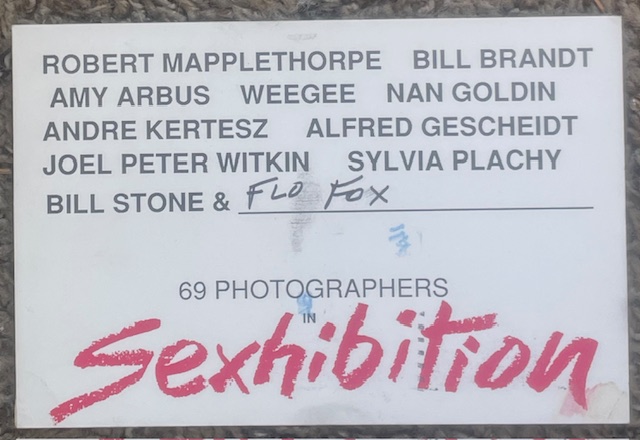 ROBERT MAPPLETHORPE BILL BRANDT
AMY ARBUS WEEGEE NAN GOLDIN
ANDRE KERTESZ ALFRED GESCHEIDT
JOEL PETER WITKIN SYLVIA PLACHY
BILL STONE & FLO FOX
69 PHOTOGRAPHERS
IN
Sexhibition